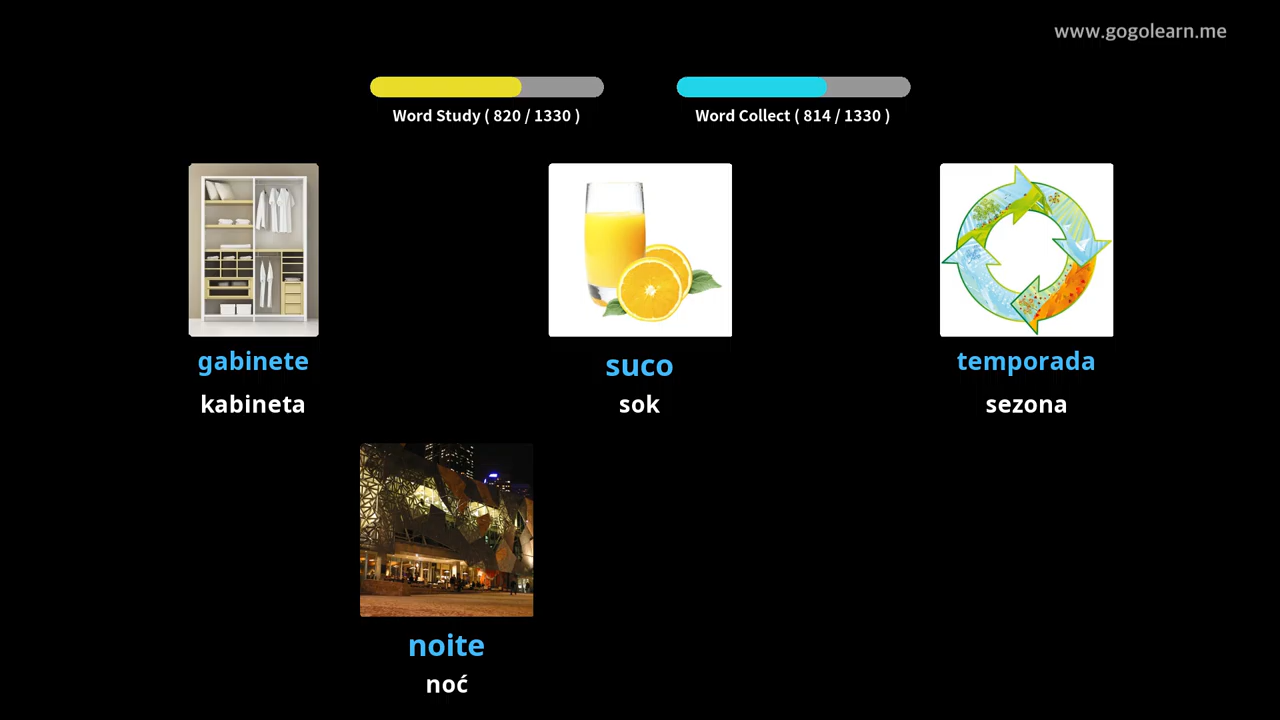 www.gogolearn.me
Word Study ( 820 / 1330 )
Word Collect ( 814 / 1330 )
gabinete
kabineta
suco
sok
temporada
sezona
noite
noć